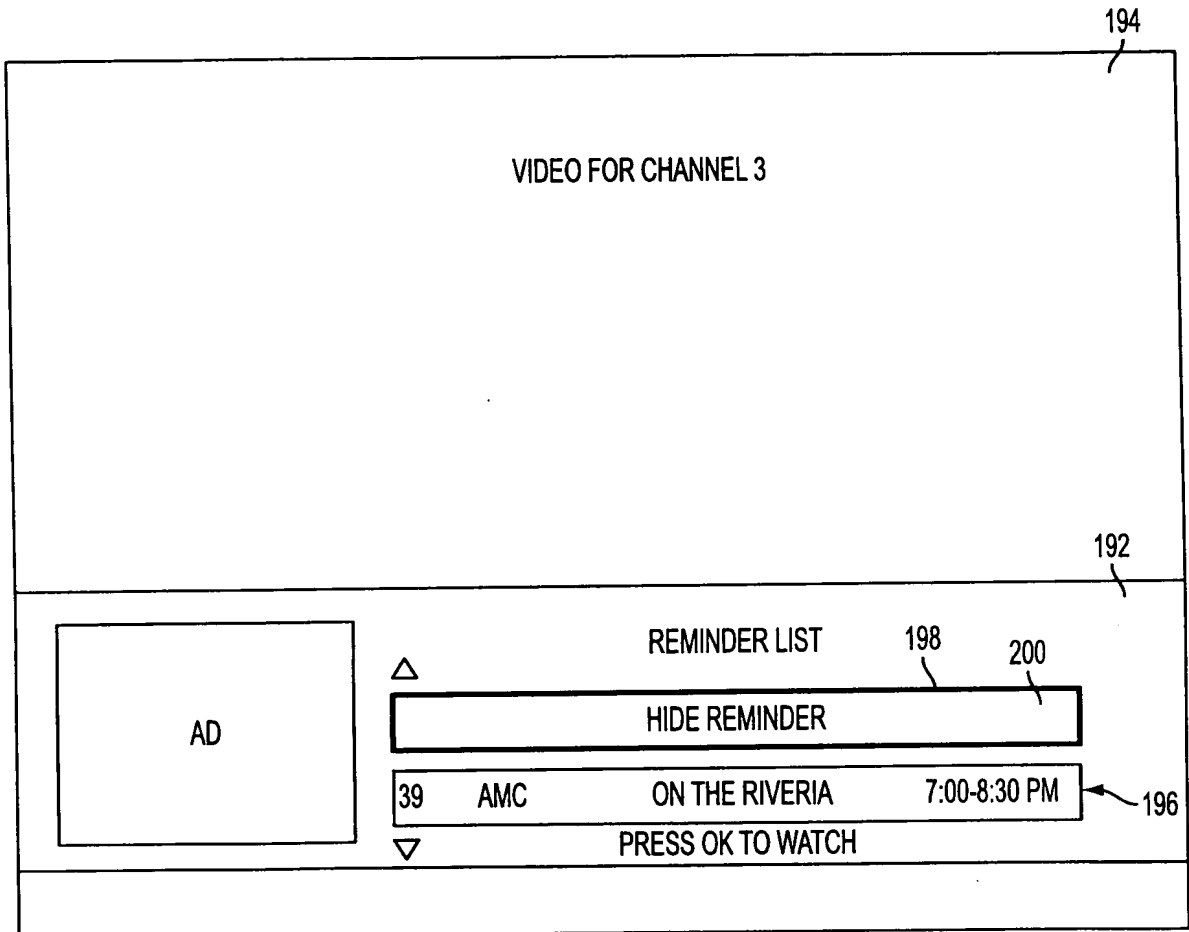 194
VIDEO FOR CHANNEL 3
192
REMINDER LIST
198
200
AD
HIDE REMINDER
39 AMC ON THE RIVERIA 7:00-8:30 PM
196
PRESS OK TO WATCH